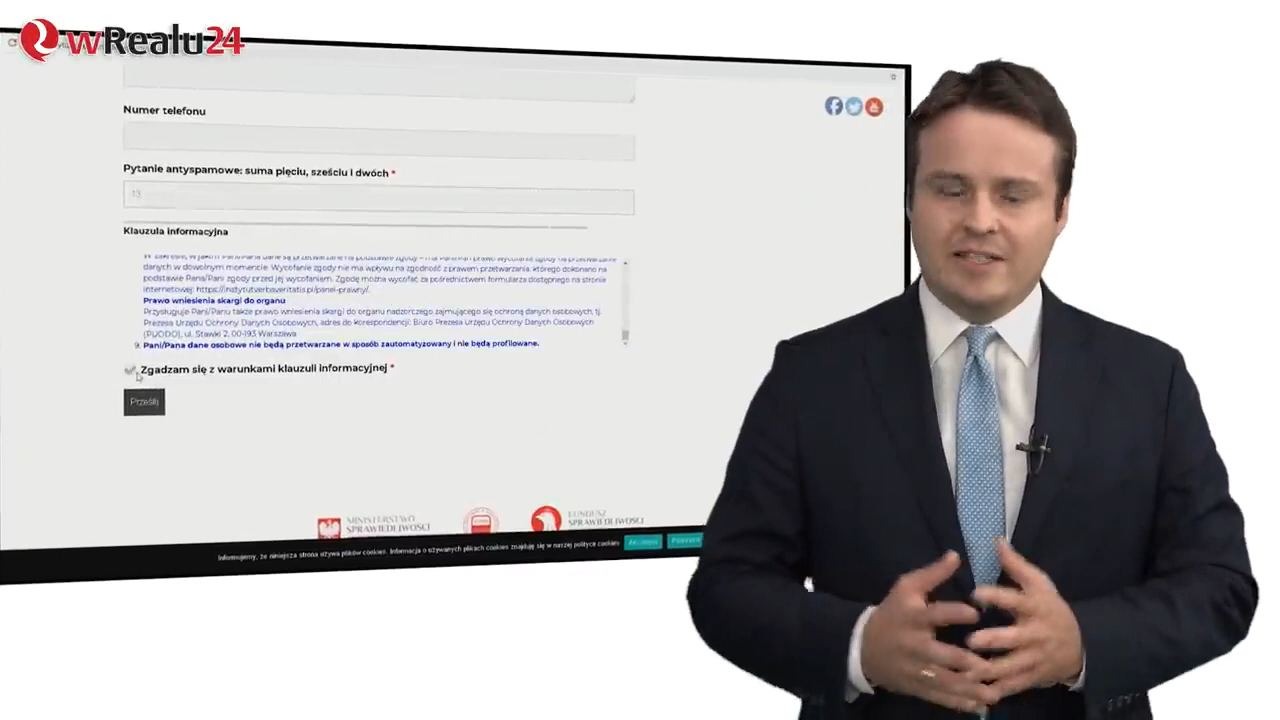 wRealu24
Numer telefonu
Pytanie antyspamowe: suma pięciu, sześciu i dwóch *
13
Klauzula informacyjna
danych w dowolnym momencie. Wycofanie zgody nie ma wpływu na zgodność z prawem przetwarzania, którego dokonano na
podstawie Pana/Pani zgody przed jej wycofaniem. Zgodę można wycofać za pośrednictwem formularza dostępnego na stronie
internetowej: https://instytutverbaveritatis.pl/panel-prawny/.
Prawo wniesienia skargi do organu
Przysługuje Pani/Panu także prawo wniesienia skargi do organu nadzorczego zajmującego się ochroną danych osobowych, tj.
Prezesa Urzędu Ochrony Danych Osobowych, adres do korespondencji: Biuro Prezesa Urzędu Ochrony Danych Osobowych
(PUODO), ul. Stawki 2, 00-193 Warszawa
9. Pani/Pana dane osobowe nie będą przetwarzane w sposób zautomatyzowany i nie będą profilowane.
Zgadzam się z warunkami klauzuli informacyjnej *
Prześlij
MINISTERSTWO
SPRAWIEDLIWOŚCI
FUNDUSZ
SPRAWIEDLIWOŚCI
Informujemy, że niniejsza strona używa plików cookies. Informacja o używanych plikach cookies znajduję się w naszej polityce cookies